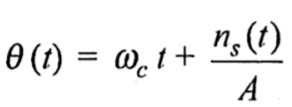 θ(t) = ω_c t + n_s(t)/A